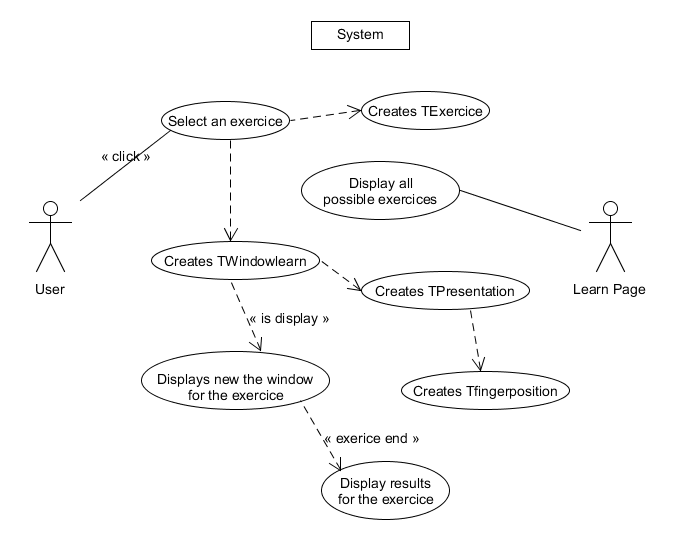 System
Select an exercice
Creates TExercice
« click »
Display all
possible exercices
User
Learn Page
Creates TWindowlearn
Creates TPresentation
« is display »
Displays new the window
for the exercice
Creates Tfingerposition
« exerice end »
Display results
for the exercice